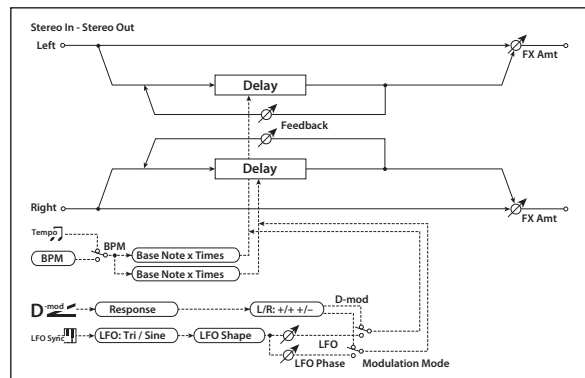 Stereo In - Stereo Out
Left
FX Amt
Delay
Feedback
Delay
Right
FX Amt
Tempo
BPM
BPM
Base Note x Times
Base Note x Times
D-mod
D-mod
Response
L/R: +/+ +/–
LFO Sync
LFO: Tri / Sine
LFO Shape
LFO
LFO Phase
Modulation Mode